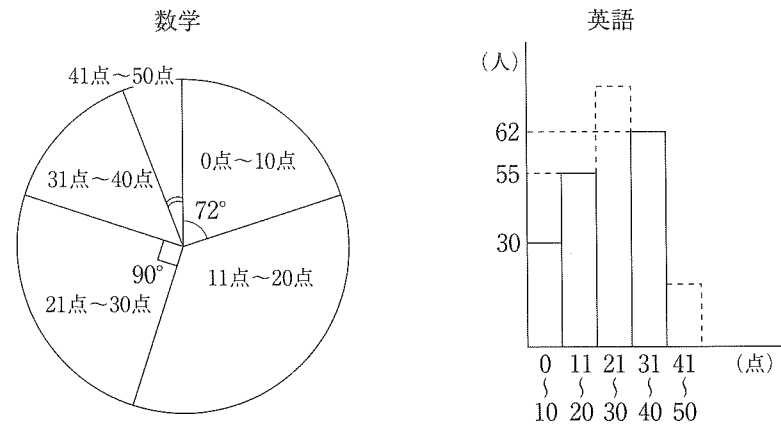 数学
41点～50点
0点～10点
31点～40点
72°
90°
11点～20点
21点～30点
英語
(人)
62
55
30
0 11 21 31 41 (点)
～ ～ ～ ～ ～
10 20 30 40 50